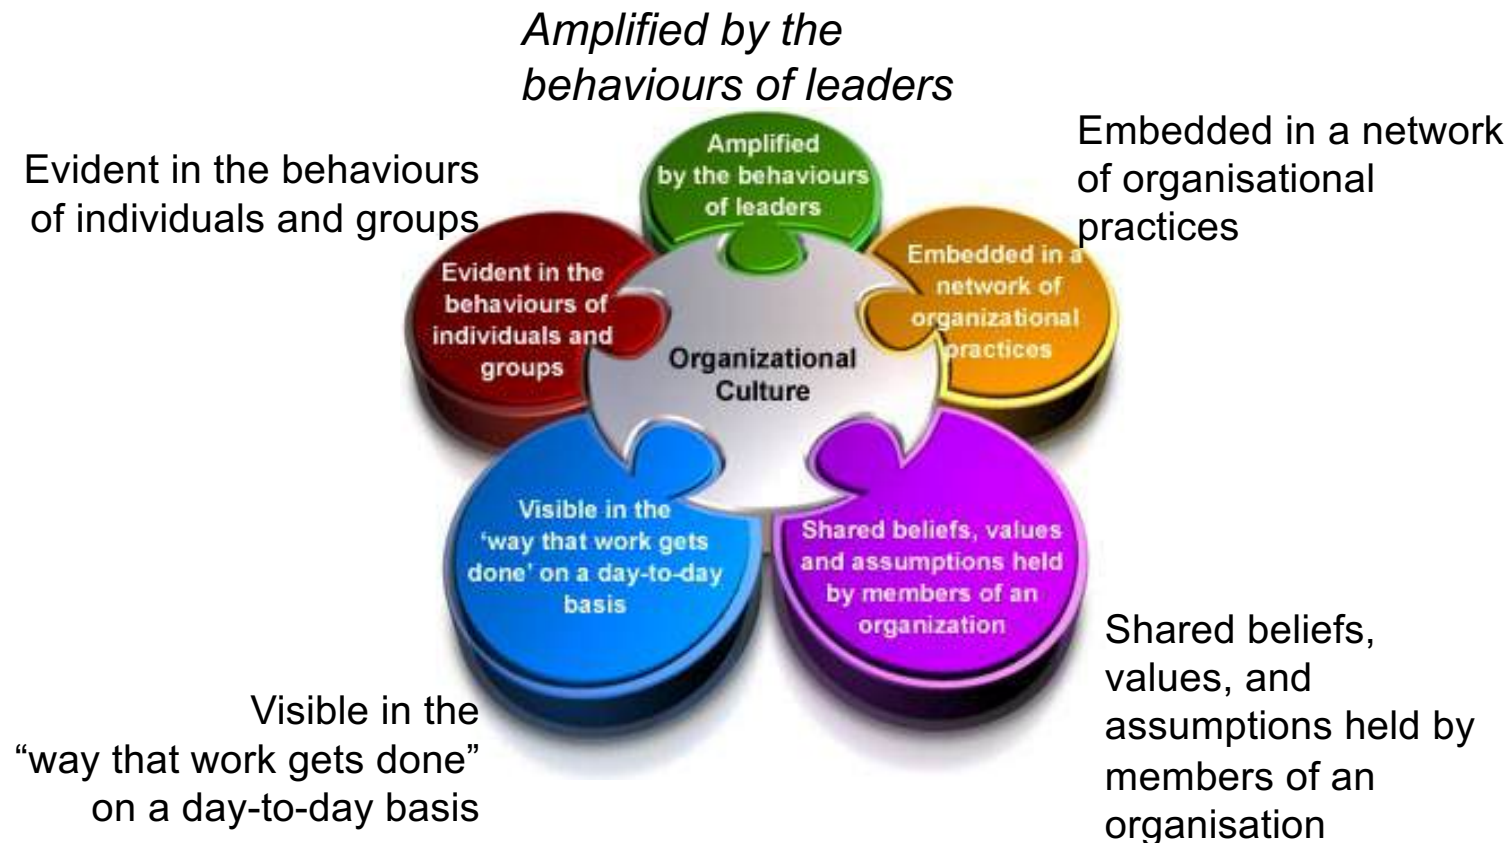 Amplified by the
behaviours of leaders
Evident in the behaviours
of individuals and groups
Embedded in a network
of organisational
practices
Amplified
by the behaviours
of leaders
Evident in the
behaviours of
individuals and
groups
Embedded in a
network of
organizational
practices
Organizational
Culture
Visible in the
‘way that work gets
done’ on a day-to-day
basis
Shared beliefs, values
and assumptions held
by members of an
organization
Visible in the
“way that work gets done”
on a day-to-day basis
Shared beliefs,
values, and
assumptions held by
members of an
organisation